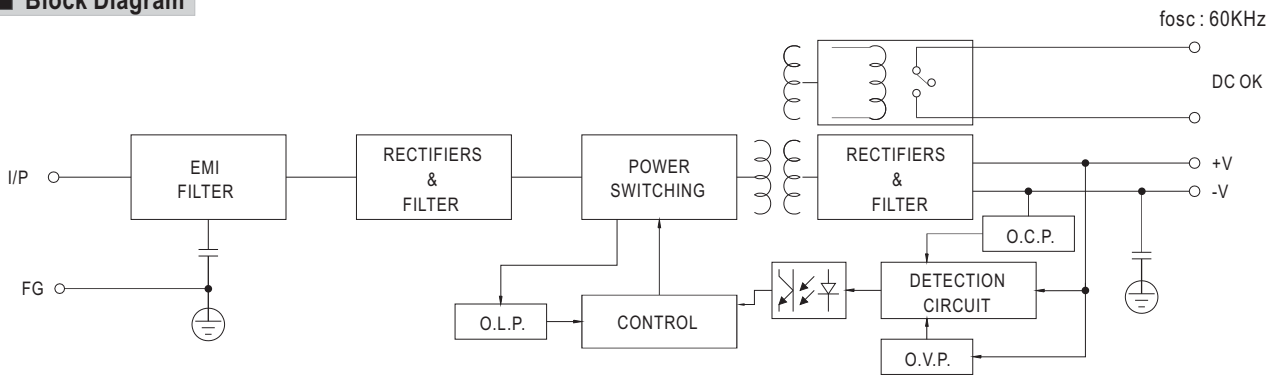 ■ Block Diagram
fosc : 60KHz
DC OK
I/P
EMI
FILTER
RECTIFIERS
&
FILTER
POWER
SWITCHING
RECTIFIERS
&
FILTER
+V
-V
O.C.P.
FG
O.L.P.
CONTROL
DETECTION
CIRCUIT
O.V.P.